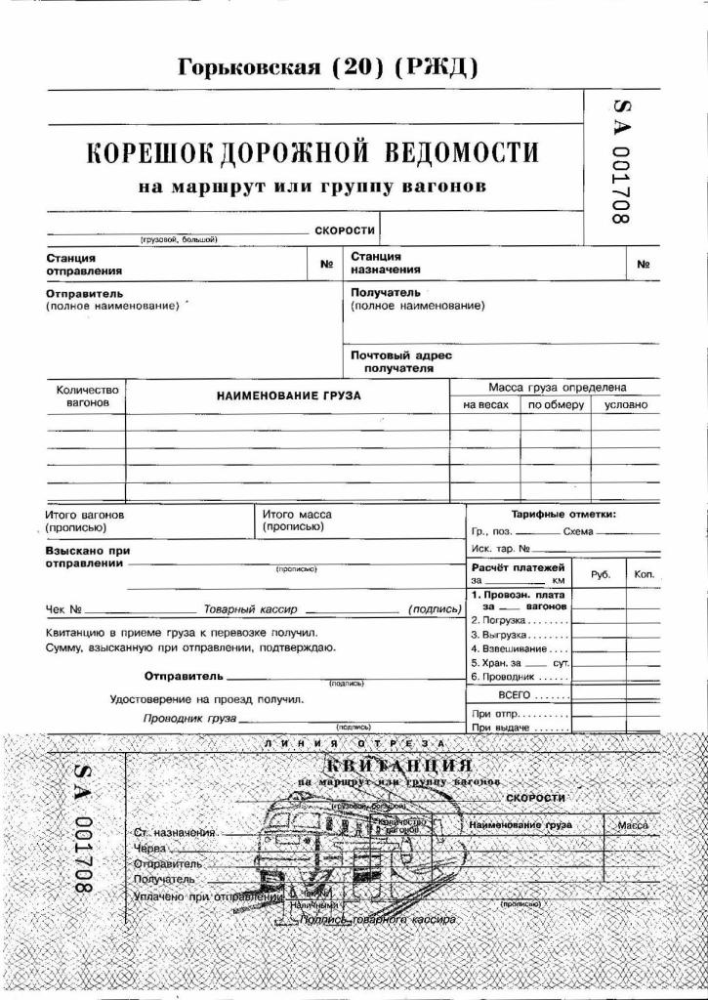 Горьковская (20) (РЖД)
SA 001708
КОРЕШОК ДОРОЖНОЙ ВЕДОМОСТИ
на маршрут или группу вагонов
СКОРОСТИ
(грузовой, большой)
Станция отправления
№
Станция назначения
№
Отправитель
(полное наименование)
Получатель
(полное наименование)
Почтовый адрес
получателя
Количество
вагонов
НАИМЕНОВАНИЕ ГРУЗА
Масса груза определена
на весах по обмеру условно
Итого вагонов
(прописью)
Итого масса
(прописью)
Тарифные отметки:
Гр., поз. Схема
Иск. тар. №
Взыскано при
отправлении
(прописью)
Расчёт платежей
за км
Руб. Коп.
Чек № Товарный кассир (подпись)
1. Провозн. плата
за вагонов
2. Погрузка
3. Выгрузка
4. Взвешивание
5. Хран. за сут.
6. Проводник
ВСЕГО
При отпр.
При выдаче
Квитанцию в приеме груза к перевозке получил.
Сумму, взысканную при отправлении, подтверждаю.
Отправитель
(подпись)
Удостоверение на проезд получил.
Проводник груза
(подпись)
ЛИНИЯ ОТРЕЗА
SA 001708
КВИТАНЦИЯ
на маршрут или группу вагонов
СКОРОСТИ
(грузовой, большой)
Количество
вагонов
Наименование груза
Масса
Ст. назначения
Через
Отправитель
Получатель
Уплачено при отправлении
Чек №
Наличными
(прописью)
Подпись товарного кассира